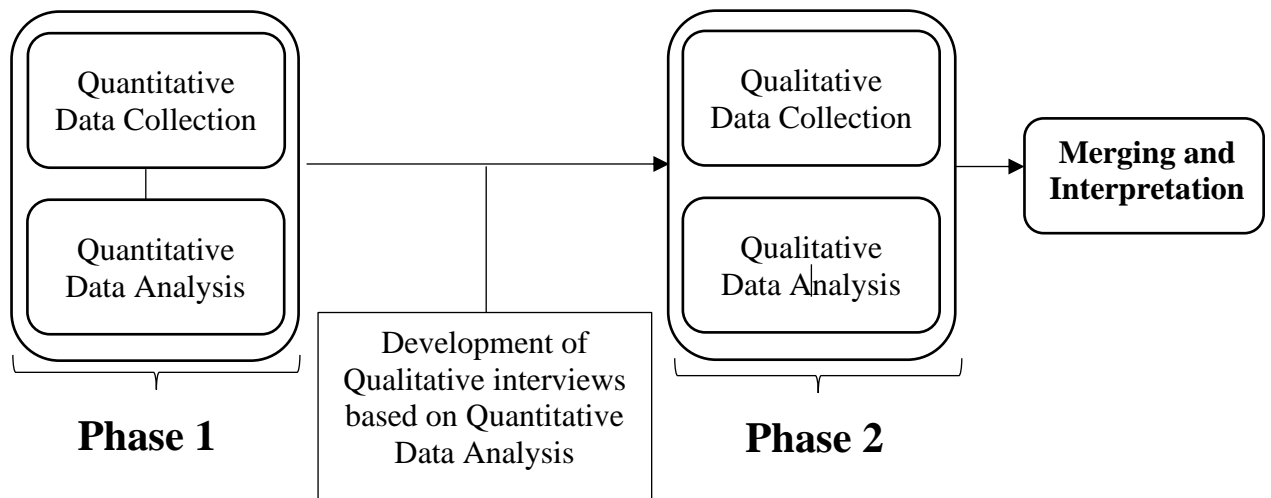 Quantitative
Data Collection
Quantitative
Data Analysis
Phase 1
Development of
Qualitative interviews
based on Quantitative
Data Analysis
Qualitative
Data Collection
Qualitative
Data Analysis
Phase 2
Merging and
Interpretation